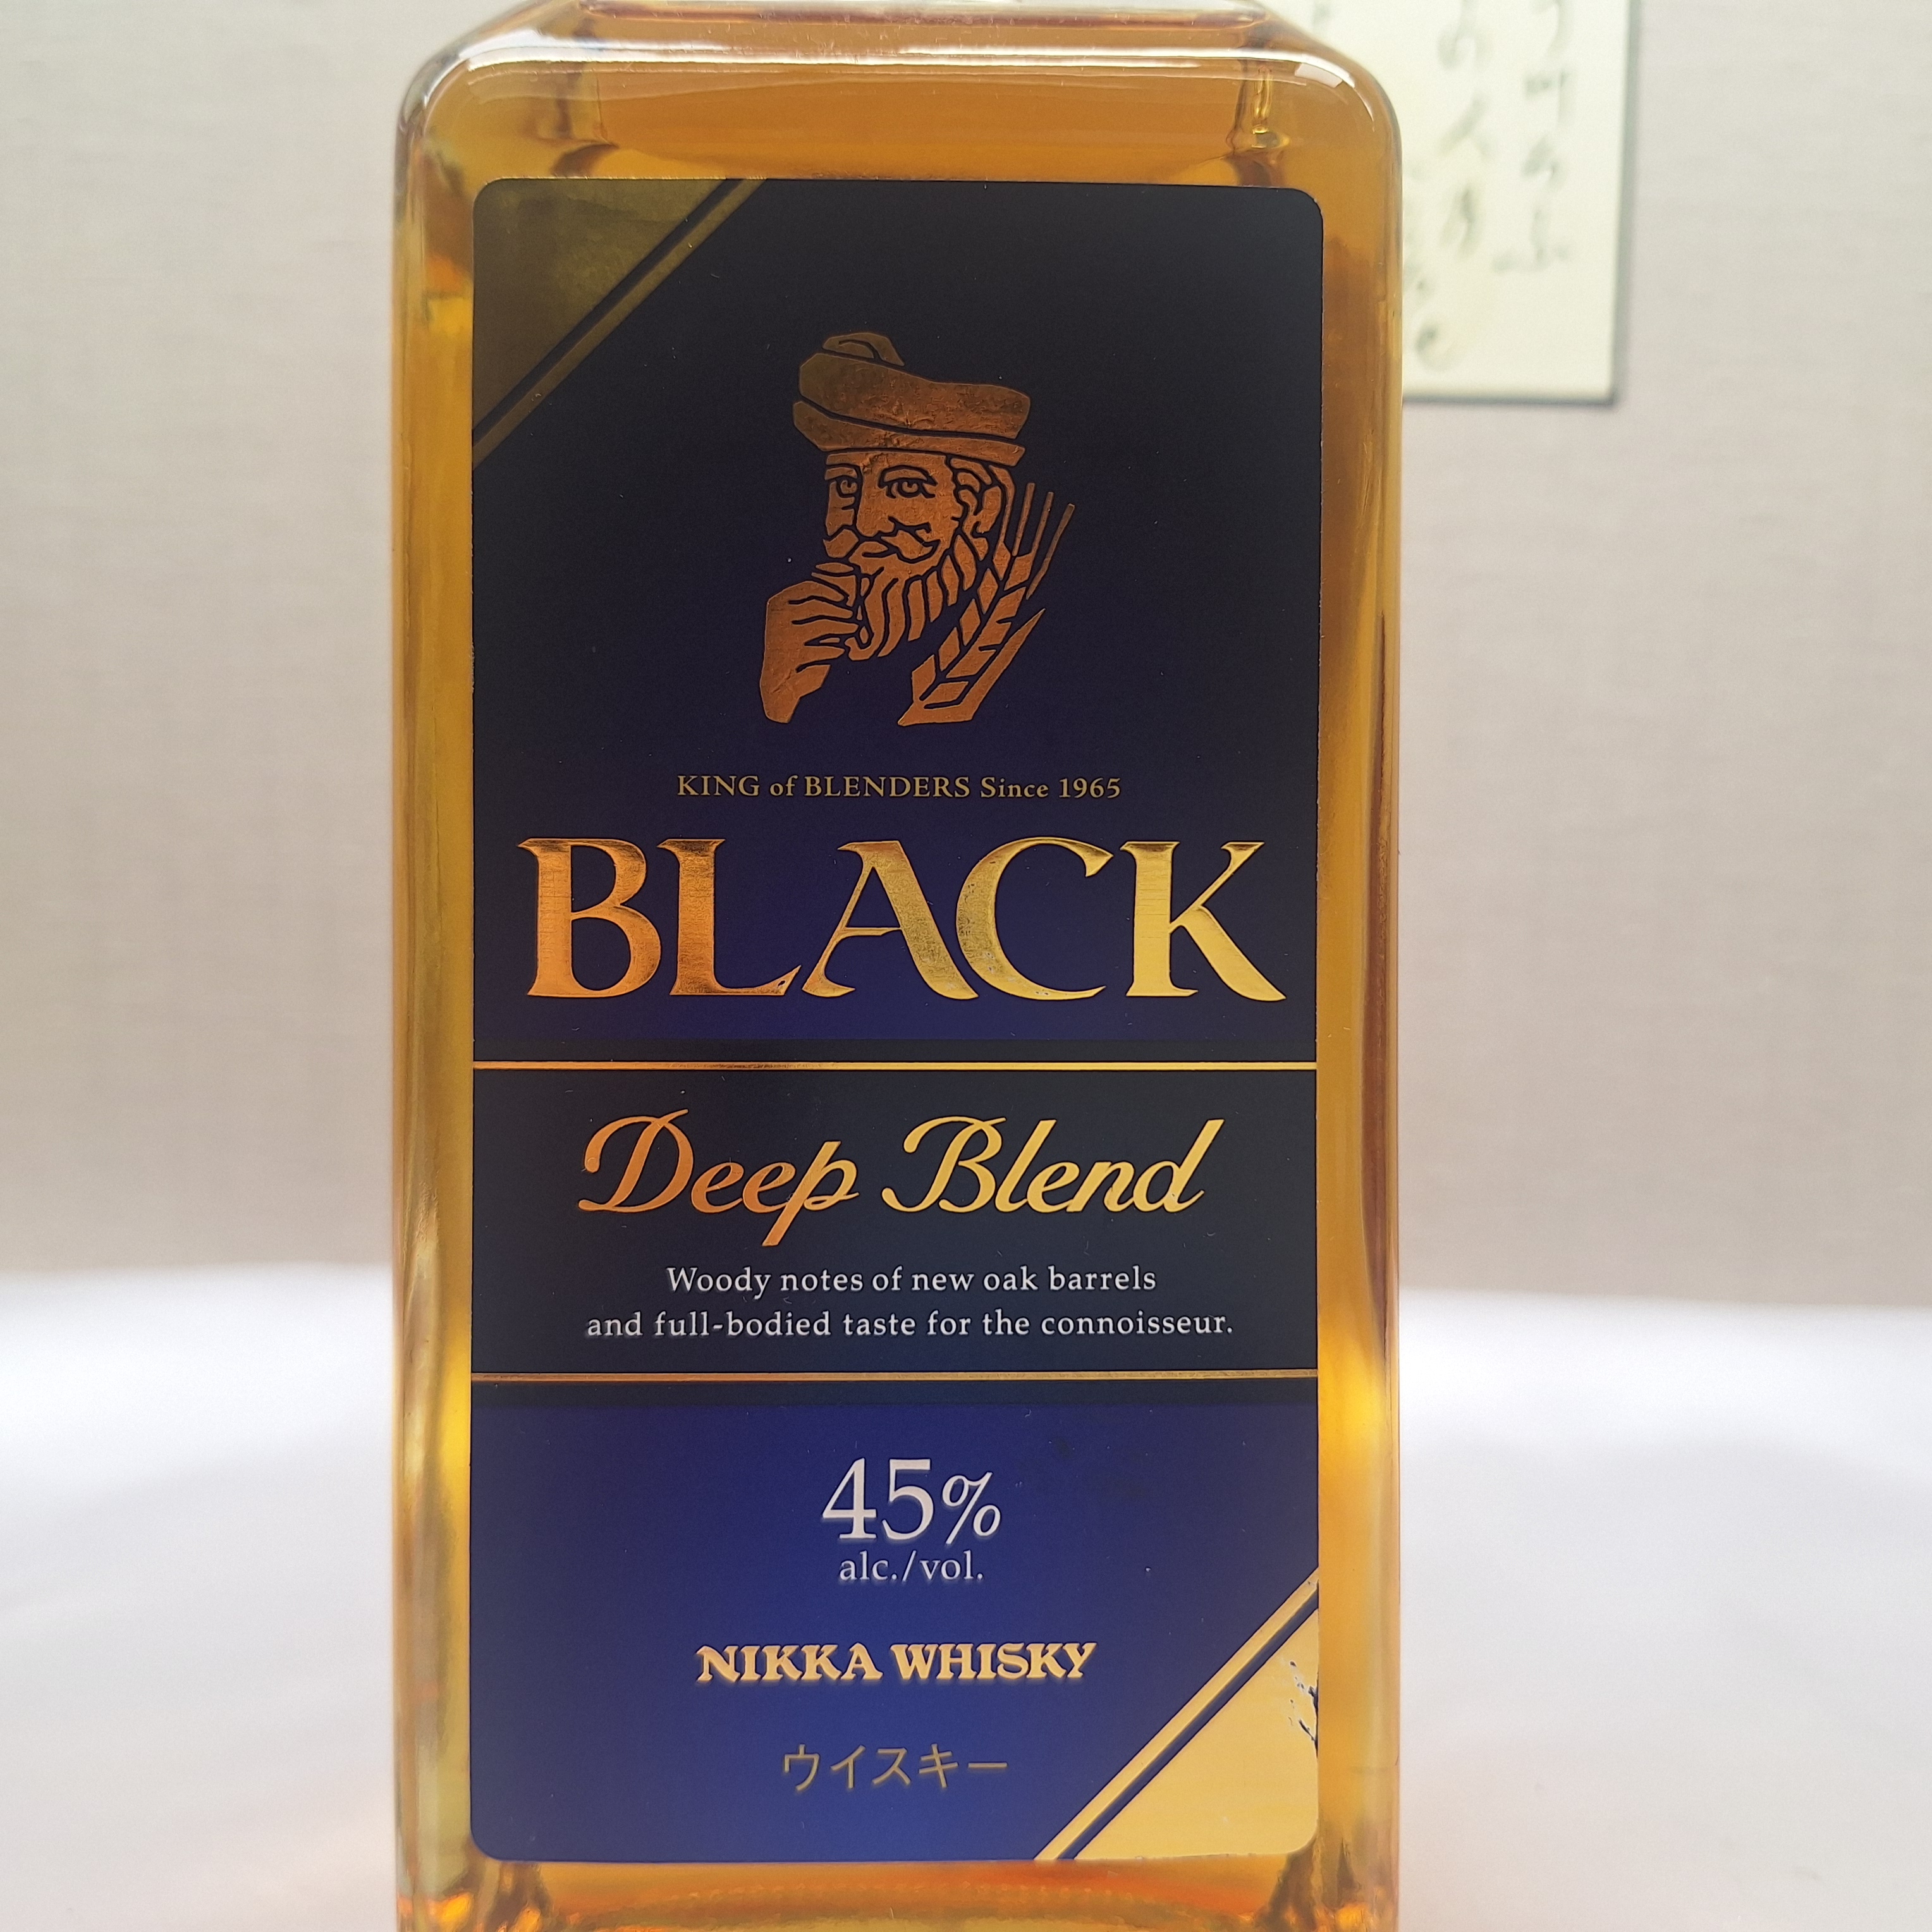 KING of BLENDERS Since 1965
BLACK
Deep Blend
Woody notes of new oak barrels
and full-bodied taste for the connoisseur.
45%
alc./vol.
NIKKA WHISKY
ウイスキー